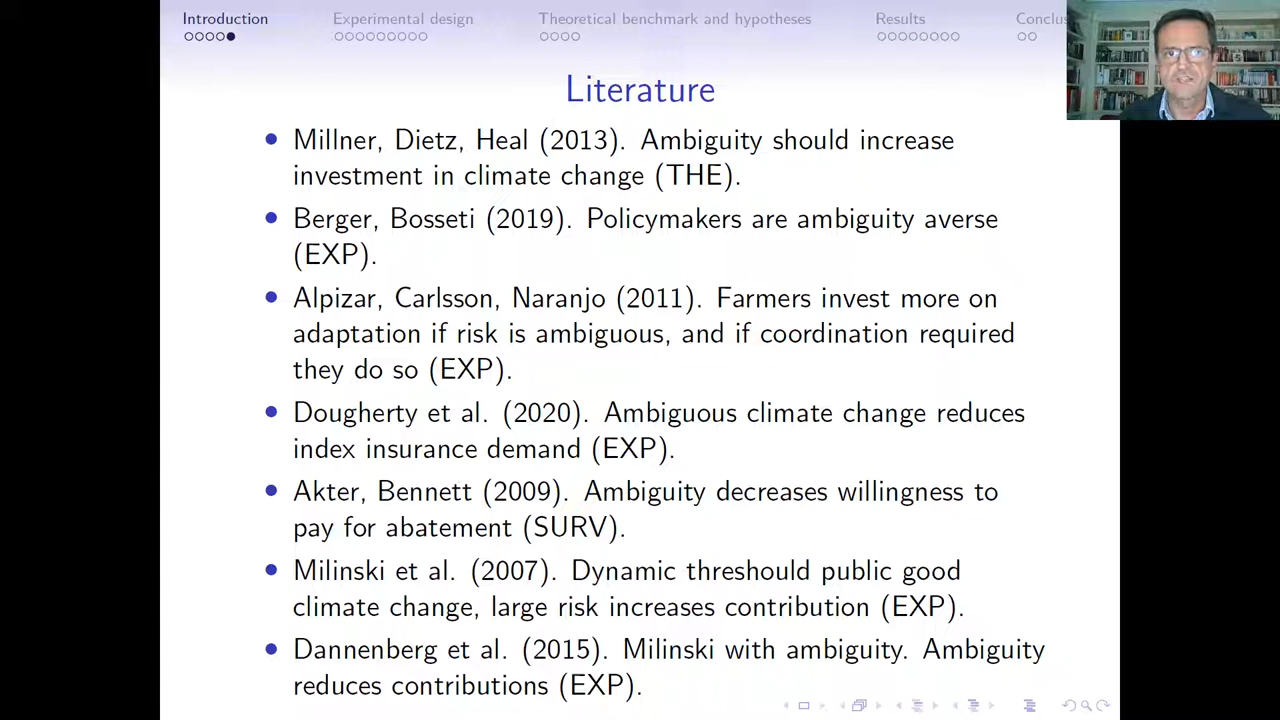 Introduction
Experimental design
Theoretical benchmark and hypotheses
Results
Conclus
Literature
Millner, Dietz, Heal (2013). Ambiguity should increase
investment in climate change (THE).
Berger, Bosseti (2019). Policymakers are ambiguity averse
(EXP).
Alpizar, Carlsson, Naranjo (2011). Farmers invest more on
adaptation if risk is ambiguous, and if coordination required
they do so (EXP).
Dougherty et al. (2020). Ambiguous climate change reduces
index insurance demand (EXP).
Akter, Bennett (2009). Ambiguity decreases willingness to
pay for abatement (SURV).
Milinski et al. (2007). Dynamic threshould public good
climate change, large risk increases contribution (EXP).
Dannenberg et al. (2015). Milinski with ambiguity. Ambiguity
reduces contributions (EXP).